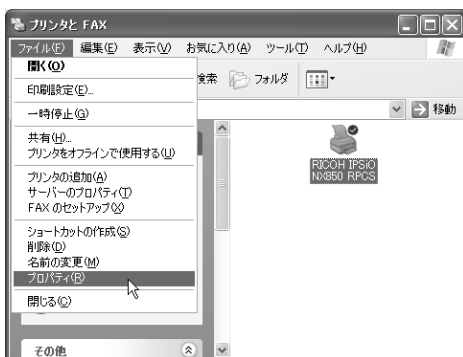 プリンタと FAX
ファイル(F) 編集(E) 表示(V) お気に入り(A) ツール(T) ヘルプ(H)
開く(O)
検索 フォルダ
印刷設定(E)...
一時停止(G)
移動
共有(H)...
プリンタをオフラインで使用する(U)
プリンタの追加(A)
サーバーのプロパティ(T)
FAX のセットアップ(X)
ショートカットの作成(S)
削除(D)
名前の変更(M)
プロパティ(R)
閉じる(C)
RICOH IPSiO
NX850 RPCS
その他